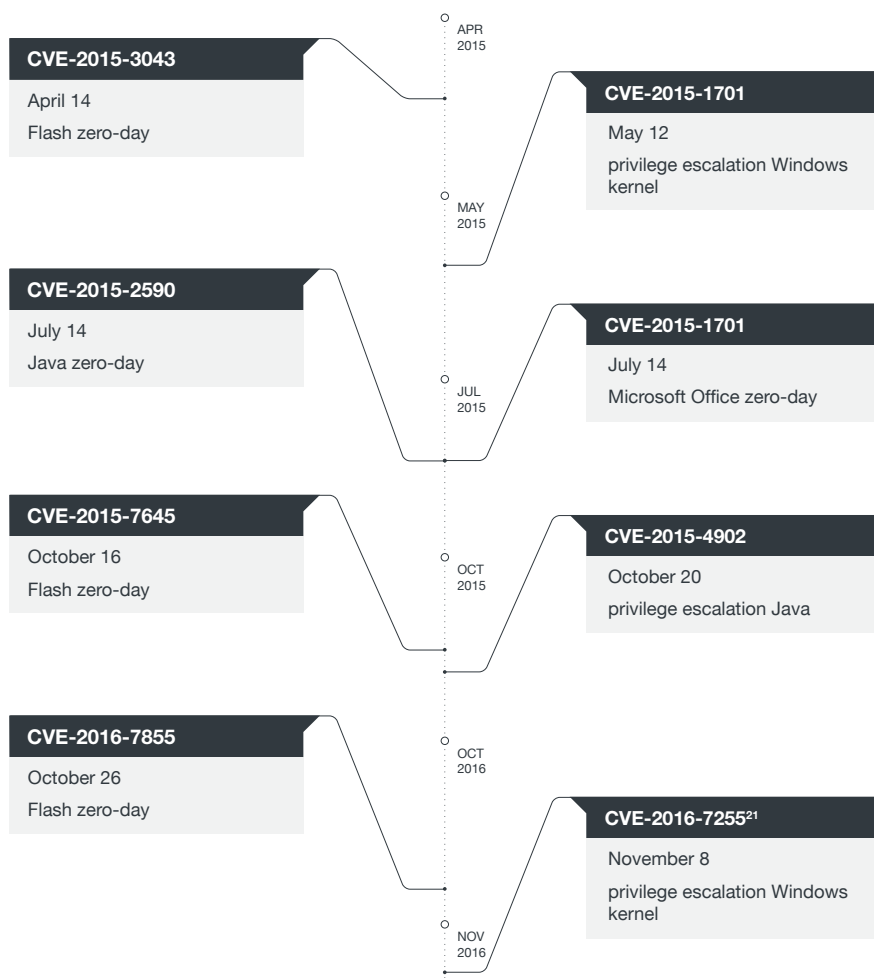 APR
2015
CVE-2015-3043
April 14
Flash zero-day
CVE-2015-1701
May 12
privilege escalation Windows
kernel
MAY
2015
CVE-2015-2590
July 14
Java zero-day
CVE-2015-1701
July 14
Microsoft Office zero-day
JUL
2015
CVE-2015-7645
October 16
Flash zero-day
CVE-2015-4902
October 20
privilege escalation Java
OCT
2015
CVE-2016-7855
October 26
Flash zero-day
OCT
2016
CVE-2016-7255²¹
November 8
privilege escalation Windows
kernel
NOV
2016